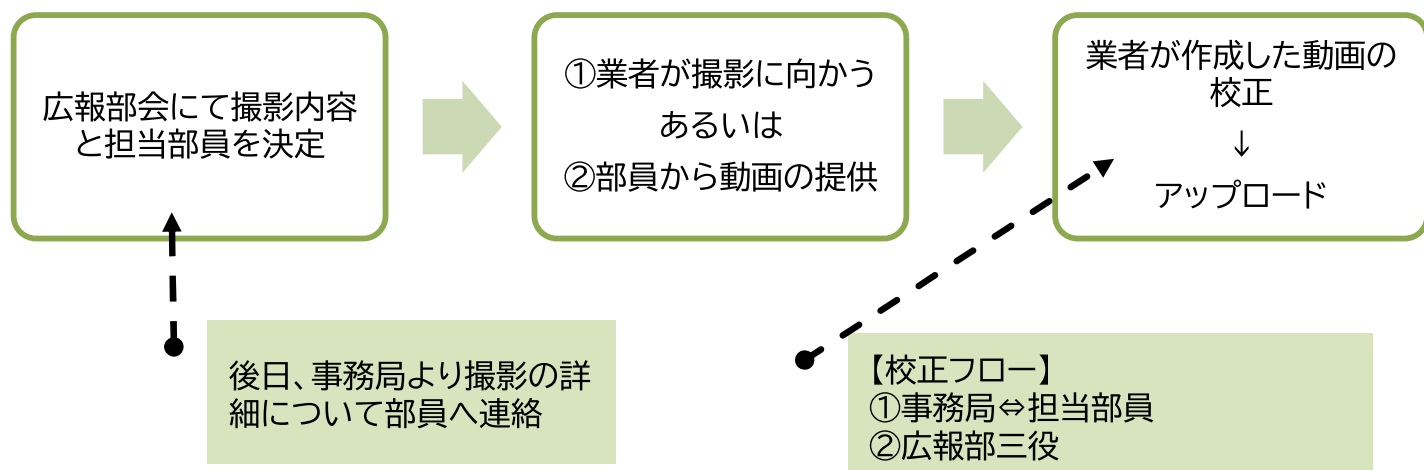 広報部会にて撮影内容
と担当部員を決定
①業者が撮影に向かう
あるいは
②部員から動画の提供
業者が作成した動画の
校正
↓
アップロード
後日、事務局より撮影の詳
細について部員へ連絡
【校正フロー】
①事務局⇔担当部員
②広報部三役